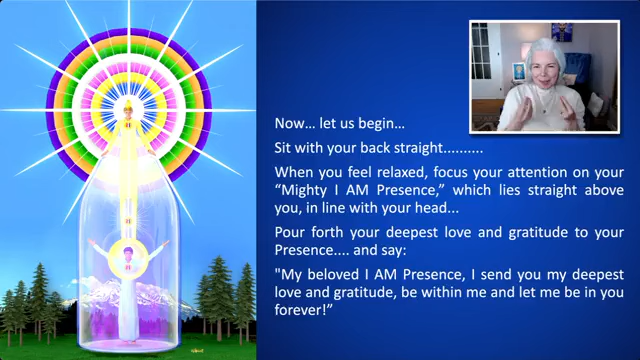 Now… let us begin…
Sit with your back straight..........
When you feel relaxed, focus your attention on your
“Mighty I AM Presence,” which lies straight above
you, in line with your head...
Pour forth your deepest love and gratitude to your
Presence.... and say:
"My beloved I AM Presence, I send you my deepest
love and gratitude, be within me and let me be in you
forever!”